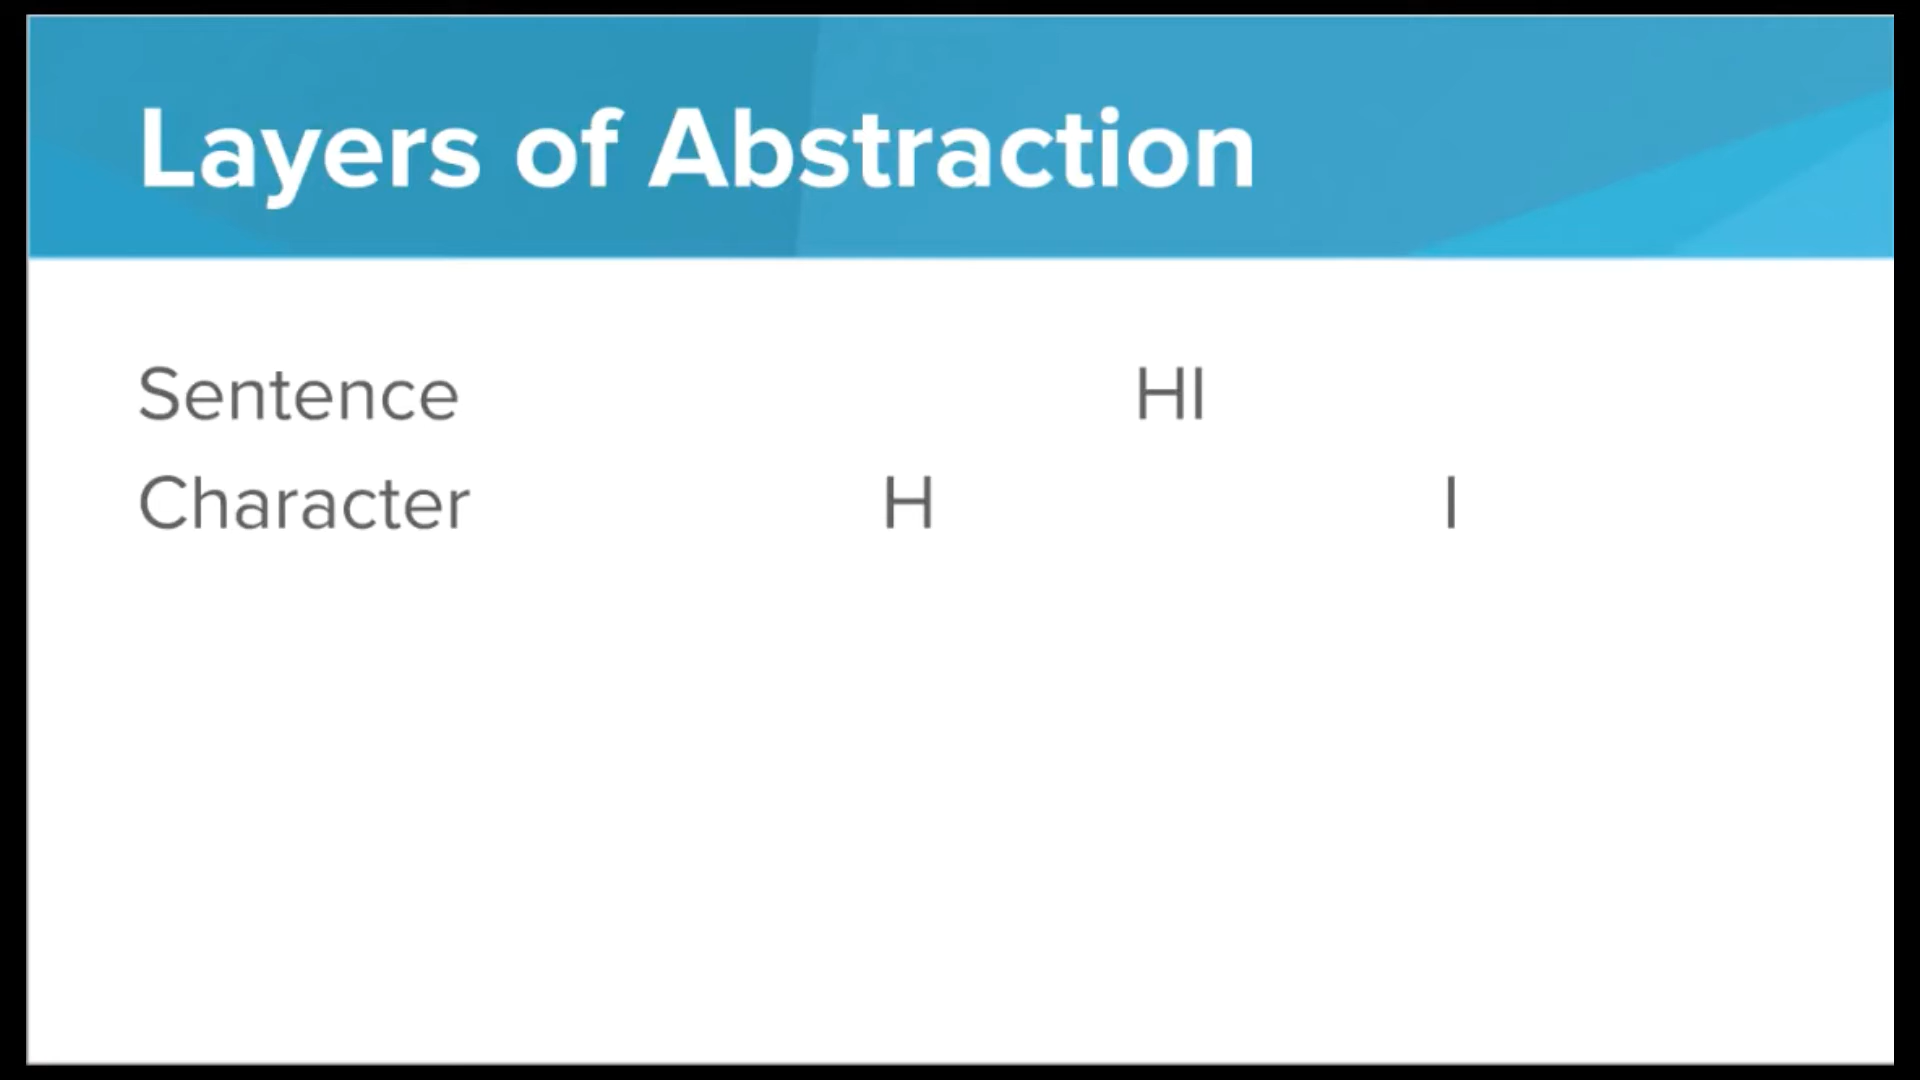 Layers of Abstraction
Sentence HI
Character H I